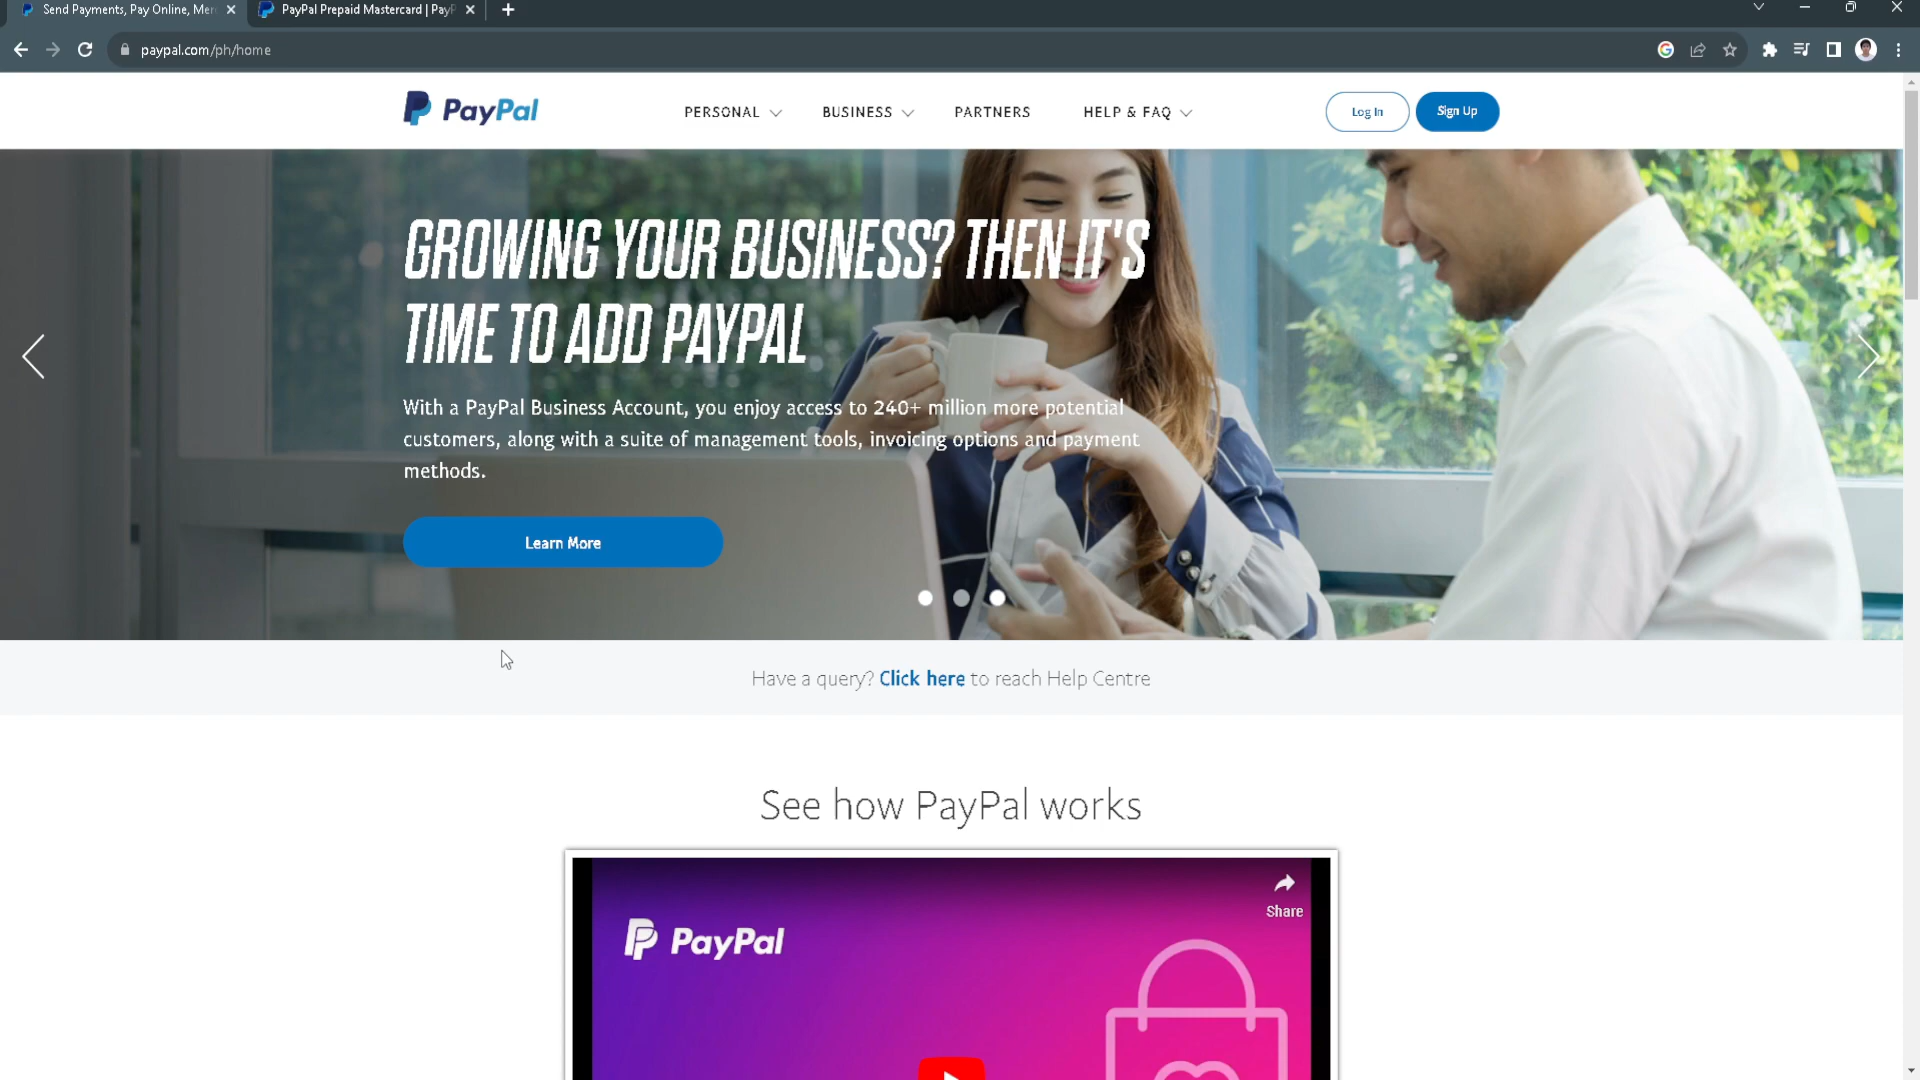 Send Payments, Pay Online, Mer
PayPal Prepaid Mastercard | PayP
paypal.com/ph/home
PayPal
PERSONAL
BUSINESS
PARTNERS
HELP & FAQ
Log In
Sign Up
GROWING YOUR BUSINESS? THEN IT'S
TIME TO ADD PAYPAL
With a PayPal Business Account, you enjoy access to 240+ million more potential
customers, along with a suite of management tools, invoicing options and payment
methods.
Learn More
Have a query? Click here to reach Help Centre
See how PayPal works
Share
PayPal